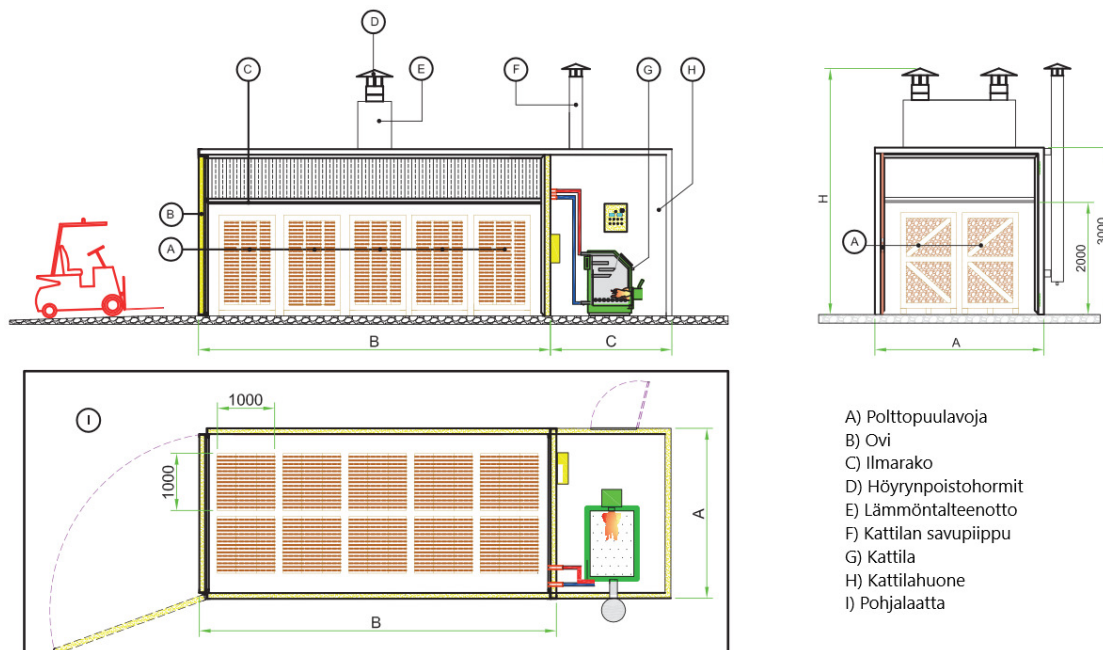 D
C
E
F
G
H
B
A
B
C
H
A
2000
3000
A
I
1000
1000
A
B
A) Polttopuulavoja
B) Ovi
C) Ilmarako
D) Höyrynpoistohormit
E) Lämmöntalteenotto
F) Kattilan savupiippu
G) Kattila
H) Kattilahuone
I) Pohjalaatta